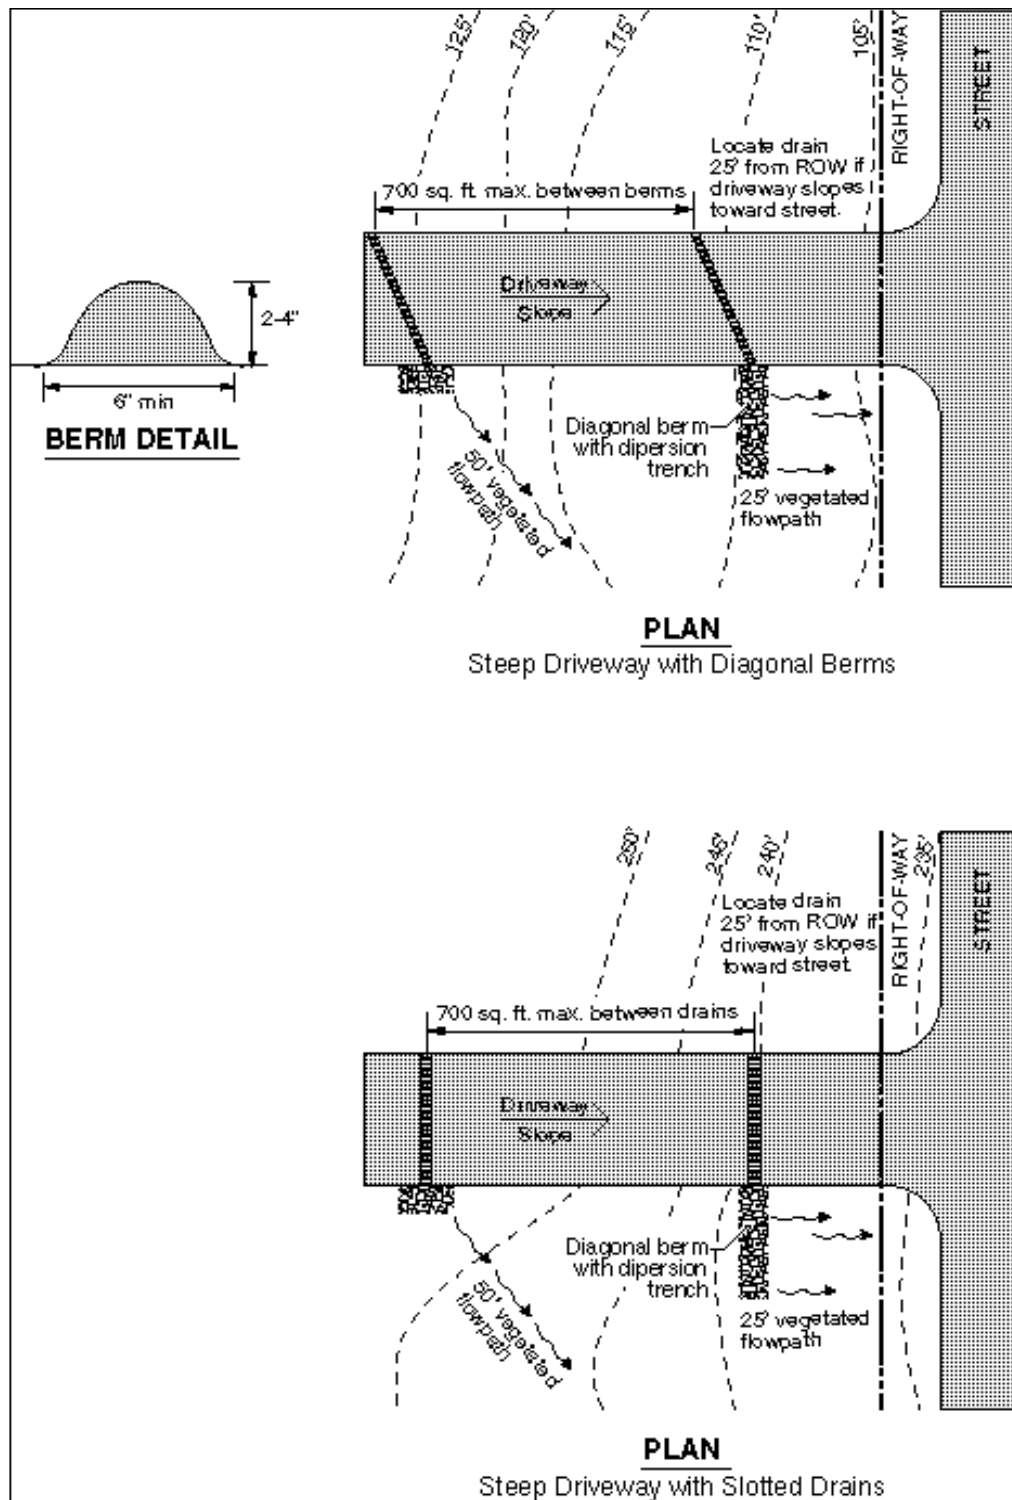 125'
120'
115'
110'
105'
RIGHT-OF-WAY
STREET
Locate drain
25' from ROW if
driveway slopes
toward street.
700 sq. ft. max. between berms
Driveway
Slope
2-4"
6" min
BERM DETAIL
Diagonal berm
with dipersion
trench
50' vegetated
flowpath
25' vegetated
flowpath
PLAN
Steep Driveway with Diagonal Berms
250'
245'
240'
235'
RIGHT-OF-WAY
STREET
Locate drain
25' from ROW if
driveway slopes
toward street.
700 sq. ft. max. between drains
Driveway
Slope
Diagonal berm
with dipersion
trench
50' vegetated
flowpath
25' vegetated
flowpath
PLAN
Steep Driveway with Slotted Drains